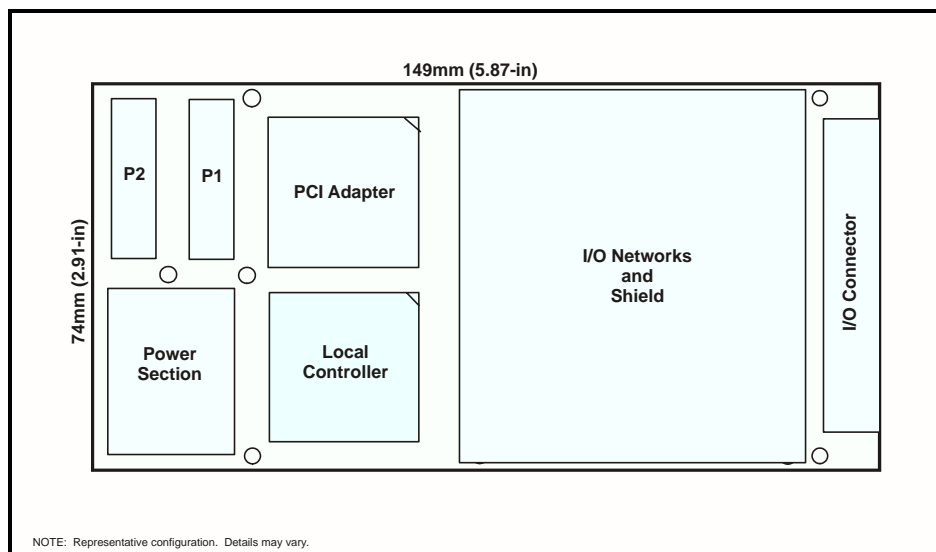 149mm (5.87-in)
74mm (2.91-in)
P2
P1
PCI Adapter
I/O Networks
and
Shield
I/O Connector
Power
Section
Local
Controller
NOTE:  Representative configuration.  Details may vary.